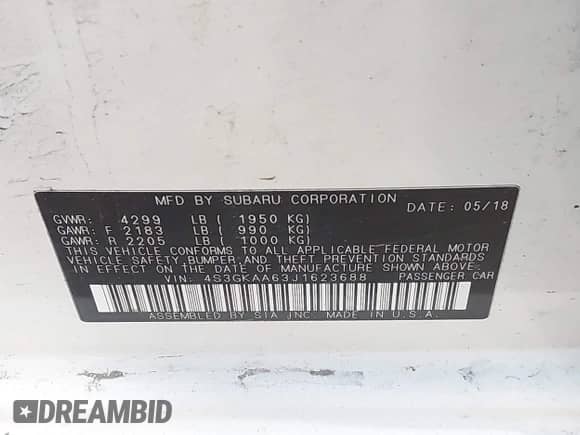 MFD BY SUBARU CORPORATION DATE: 05/18
GVWR: 4299 LB ( 1950 KG)
GAWR: F 2183 LB ( 990 KG)
GAWR: R 2205 LB ( 1000 KG)
THIS VEHICLE CONFORMS TO ALL APPLICABLE FEDERAL MOTOR
VEHICLE SAFETY, BUMPER, AND THEFT PREVENTION STANDARDS
IN EFFECT ON THE DATE OF MANUFACTURE SHOWN ABOVE.
VIN: 4S3GKAA63J1623688 PASSENGER CAR
ASSEMBLED BY SIA INC. MADE IN U.S.A.
DREAMBID